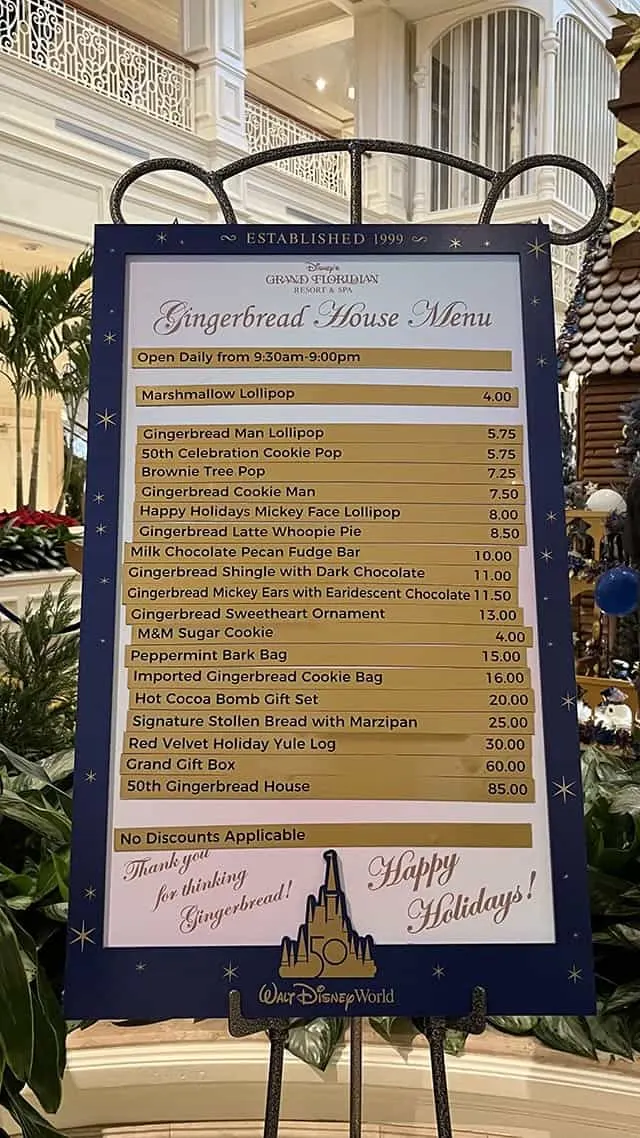 ESTABLISHED 1999
Disney's
GRAND FLORIDIAN
RESORT & SPA
Gingerbread House Menu
Open Daily from 9:30am-9:00pm
Marshmallow Lollipop 4.00
Gingerbread Man Lollipop 5.75
50th Celebration Cookie Pop 5.75
Brownie Tree Pop 7.25
Gingerbread Cookie Man 7.50
Happy Holidays Mickey Face Lollipop 8.00
Gingerbread Latte Whoopie Pie 8.50
Milk Chocolate Pecan Fudge Bar 10.00
Gingerbread Shingle with Dark Chocolate 11.00
Gingerbread Mickey Ears with Earidescent Chocolate 11.50
Gingerbread Sweetheart Ornament 13.00
M&M Sugar Cookie 4.00
Peppermint Bark Bag 15.00
Imported Gingerbread Cookie Bag 16.00
Hot Cocoa Bomb Gift Set 20.00
Signature Stollen Bread with Marzipan 25.00
Red Velvet Holiday Yule Log 30.00
Grand Gift Box 60.00
50th Gingerbread House 85.00
No Discounts Applicable
Thank you
for thinking
Gingerbread!
Happy
Holidays!
50
Walt Disney World